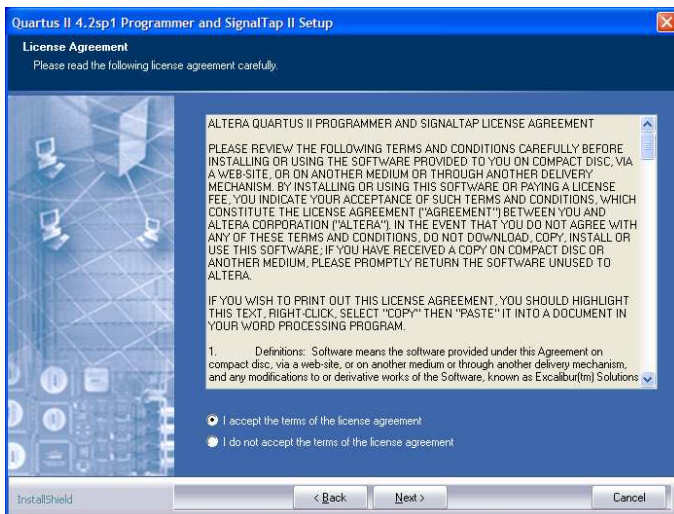 Quartus II 4.2sp1 Programmer and SignalTap II Setup
License Agreement
Please read the following license agreement carefully.
ALTERA QUARTUS II PROGRAMMER AND SIGNALTAP LICENSE AGREEMENT
PLEASE REVIEW THE FOLLOWING TERMS AND CONDITIONS CAREFULLY BEFORE
INSTALLING OR USING THE SOFTWARE PROVIDED TO YOU ON COMPACT DISC, VIA
A WEB-SITE, OR ON ANOTHER MEDIUM OR THROUGH ANOTHER DELIVERY
MECHANISM. BY INSTALLING OR USING THIS SOFTWARE OR PAYING A LICENSE
FEE, YOU INDICATE YOUR ACCEPTANCE OF SUCH TERMS AND CONDITIONS, WHICH
CONSTITUTE THE LICENSE AGREEMENT ("AGREEMENT") BETWEEN YOU AND
ALTERA CORPORATION ("ALTERA"). IN THE EVENT THAT YOU DO NOT AGREE WITH
ANY OF THESE TERMS AND CONDITIONS, DO NOT DOWNLOAD, COPY, INSTALL OR
USE THIS SOFTWARE; IF YOU HAVE RECEIVED A COPY ON COMPACT DISC OR
ANOTHER MEDIUM, PLEASE PROMPTLY RETURN THE SOFTWARE UNUSED TO
ALTERA.
IF YOU WISH TO PRINT OUT THIS LICENSE AGREEMENT, YOU SHOULD HIGHLIGHT
THIS TEXT, RIGHT-CLICK, SELECT "COPY" THEN "PASTE" IT INTO A DOCUMENT IN
YOUR WORD PROCESSING PROGRAM.
1. Definitions: Software means the software provided under this Agreement on
compact disc, via a web-site, or on another medium or through another delivery mechanism,
and any modifications to or derivative works of the Software, known as Excalibur(tm) Solutions
I accept the terms of the license agreement
I do not accept the terms of the license agreement
InstallShield
< Back
Next >
Cancel